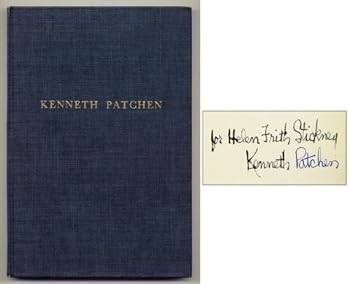 KENNETH PATCHEN
for Helen Frith Stickney
Kenneth Patchen